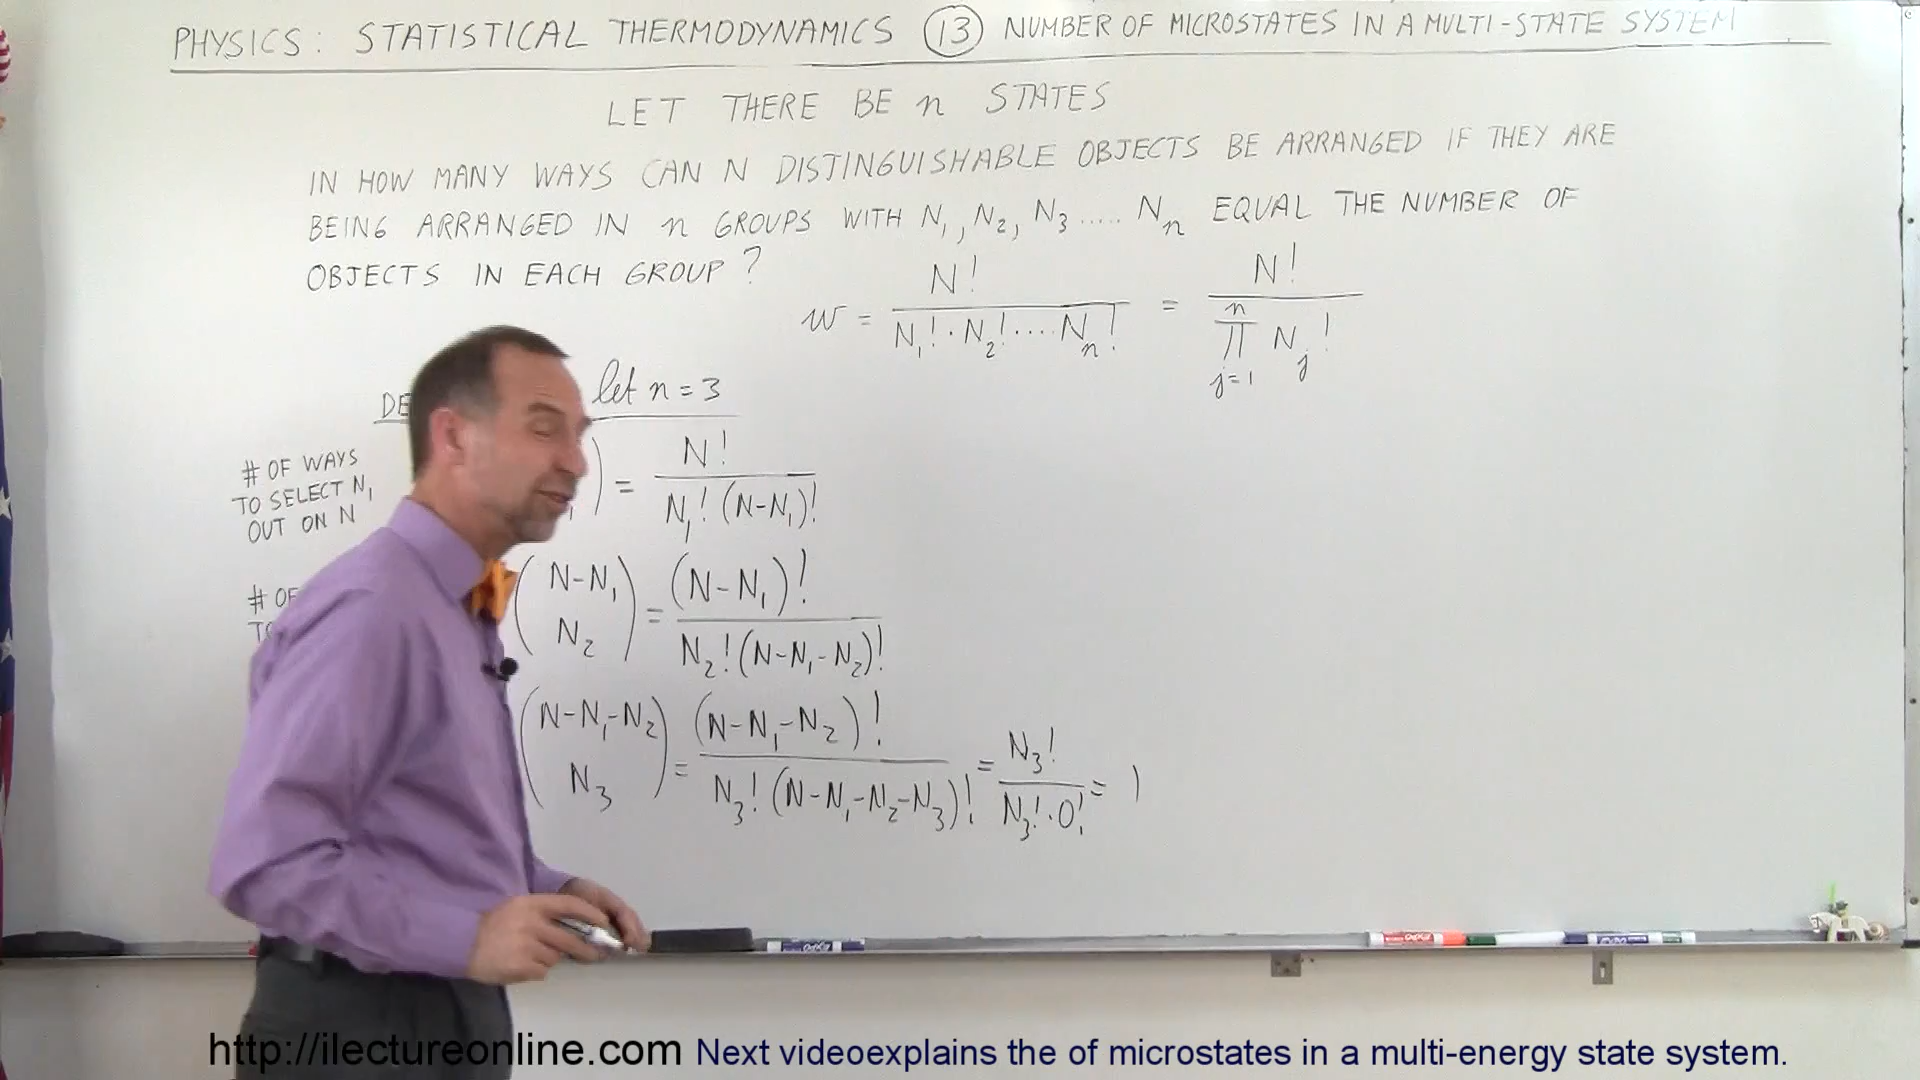 PHYSICS: STATISTICAL THERMODYNAMICS (13) NUMBER OF MICROSTATES IN A MULTI-STATE SYSTEM
LET THERE BE n STATES
IN HOW MANY WAYS CAN N DISTINGUISHABLE OBJECTS BE ARRANGED IF THEY ARE
BEING ARRANGED IN n GROUPS WITH N₁, N₂, N₃ ..... Nₙ EQUAL THE NUMBER OF
OBJECTS IN EACH GROUP?
w = N! / (N₁! · N₂! .... Nₙ!) = N! / (∏ⁿⱼ₌₁ Nⱼ!)
let n = 3
# OF WAYS
TO SELECT N₁
OUT ON N
) = N! / (N₁! (N-N₁)!)
# OF
(N-N₁ / N₂) = (N-N₁)! / (N₂! (N-N₁-N₂)!)
(N-N₁-N₂ / N₃) = (N-N₁-N₂)! / (N₃! (N-N₁-N₂-N₃)!) = N₃! / (N₃! · 0!) = 1
EXPO
EXPO
http://ilectureonline.com Next videoexplains the of microstates in a multi-energy state system.